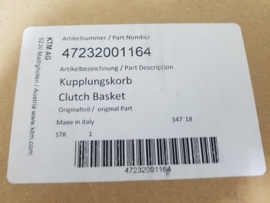 KTM AG
5230 Mattighofen / Austria www.ktm.com
Artikelnummer / Part Number
47232001164
Artikelbezeichnung / Part Description
Kupplungskorb
Clutch Basket
Originalteil / original Part
Made in italy
347 18
STK 1
47232001164